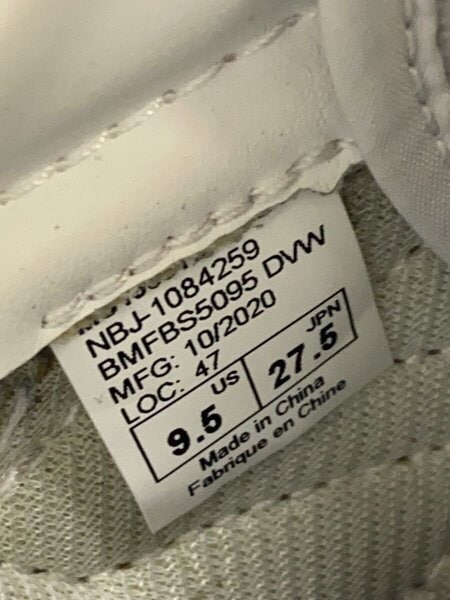 NBJ-1084259
BMFBS5095 DVW
MFG: 10/2020
LOC: 47
US JPN
9.5 27.5
Made in China
Fabrique en Chine